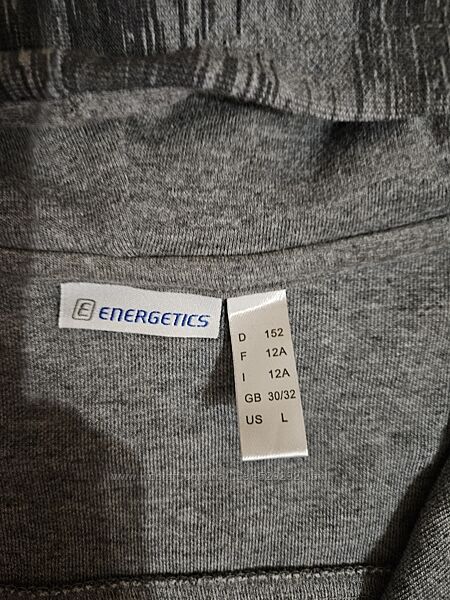 E ENERGETICS
D 152
F 12A
I 12A
GB 30/32
US L